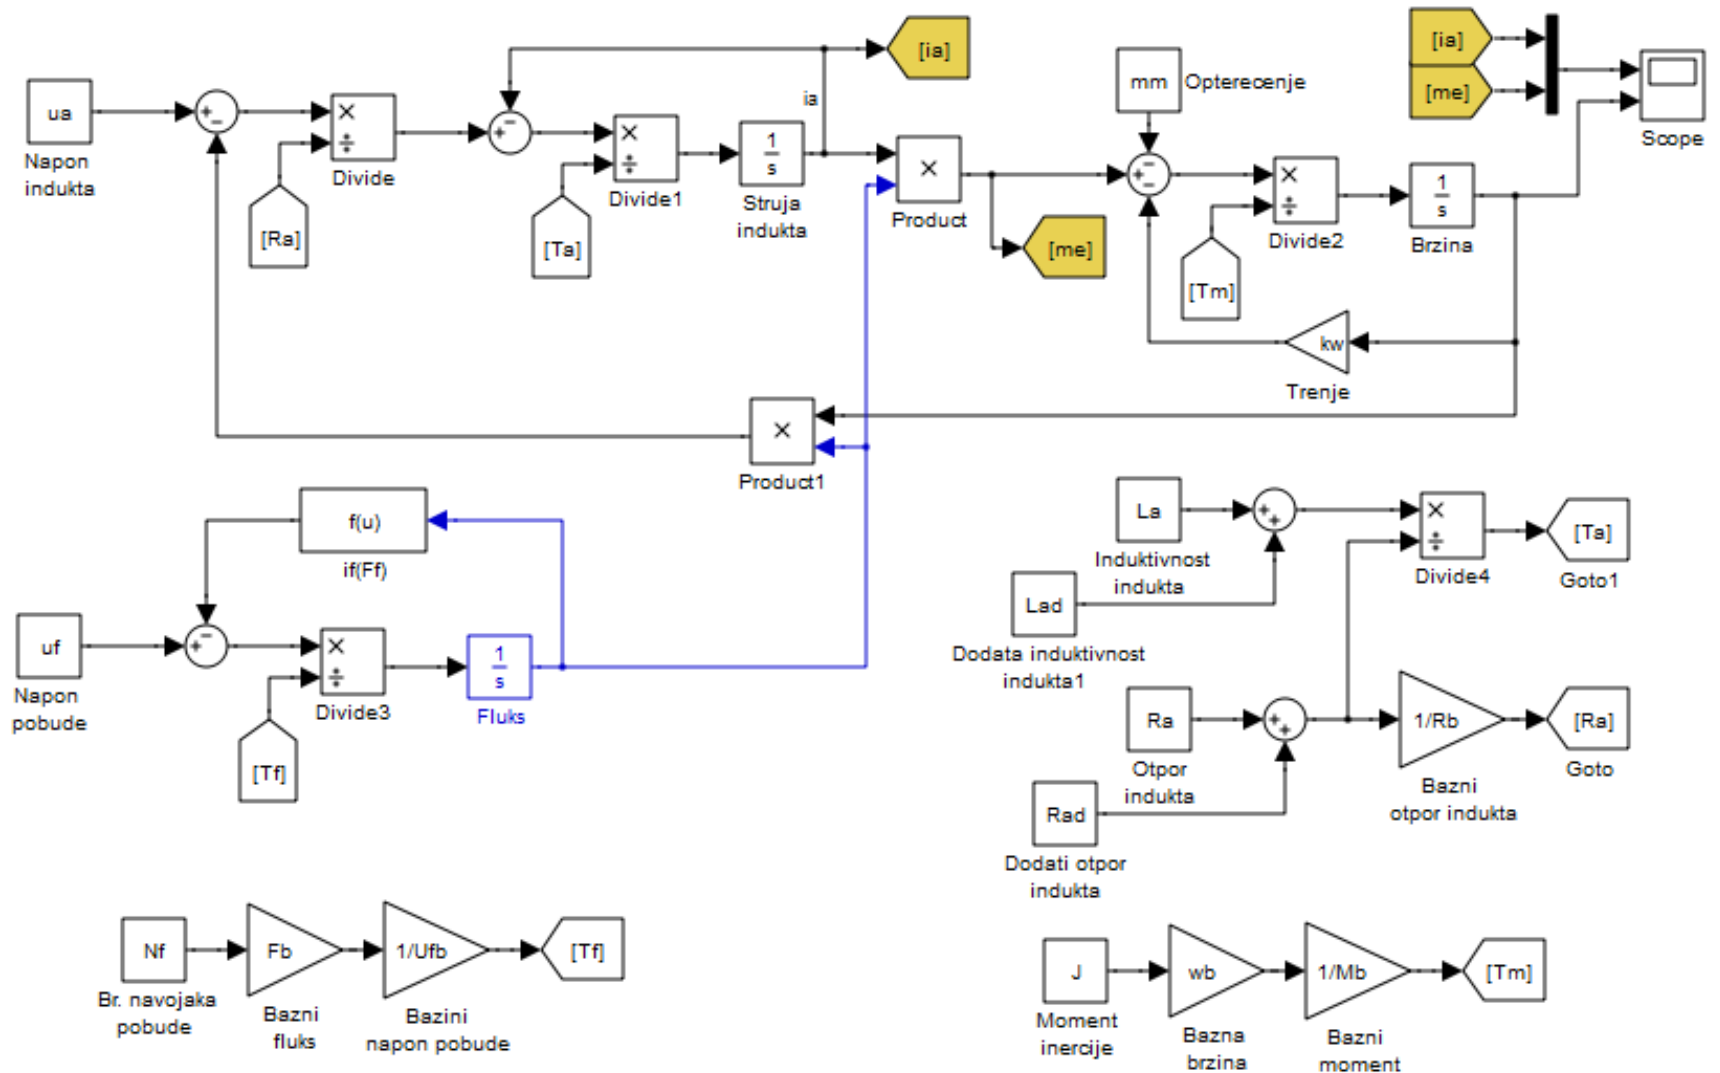 ua
Napon
indukta
+
−
×
÷
Divide
[Ra]
+
−
×
÷
Divide1
[Ta]
1
s
Struja
indukta
ia
[ia]
×
Product
[me]
mm
Opterecenje
+
−
−
×
÷
Divide2
[Tm]
1
s
Brzina
kw
Trenje
[ia]
[me]
Scope
×
Product1
f(u)
if(Ff)
uf
Napon
pobude
+
−
×
÷
Divide3
[Tf]
1
s
Fluks
La
Induktivnost
indukta
Lad
Dodata induktivnost
indukta1
+
+
×
÷
Divide4
[Ta]
Goto1
Ra
Otpor
indukta
Rad
Dodati otpor
indukta
+
+
1/Rb
Bazni
otpor indukta
[Ra]
Goto
Nf
Br. navojaka
pobude
Fb
Bazni
fluks
1/Ufb
Bazini
napon pobude
[Tf]
J
Moment
inercije
wb
Bazna
brzina
1/Mb
Bazni
moment
[Tm]